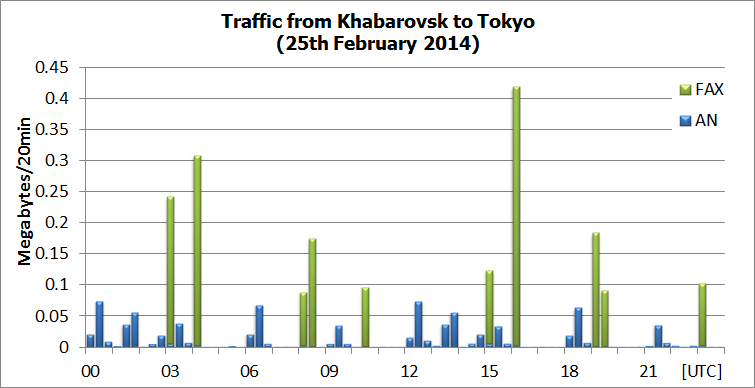 Traffic from Khabarovsk to Tokyo
(25th February 2014)
Megabytes/20min
0.45
0.4
0.35
0.3
0.25
0.2
0.15
0.1
0.05
0
FAX
AN
00 03 06 09 12 15 18 21 [UTC]